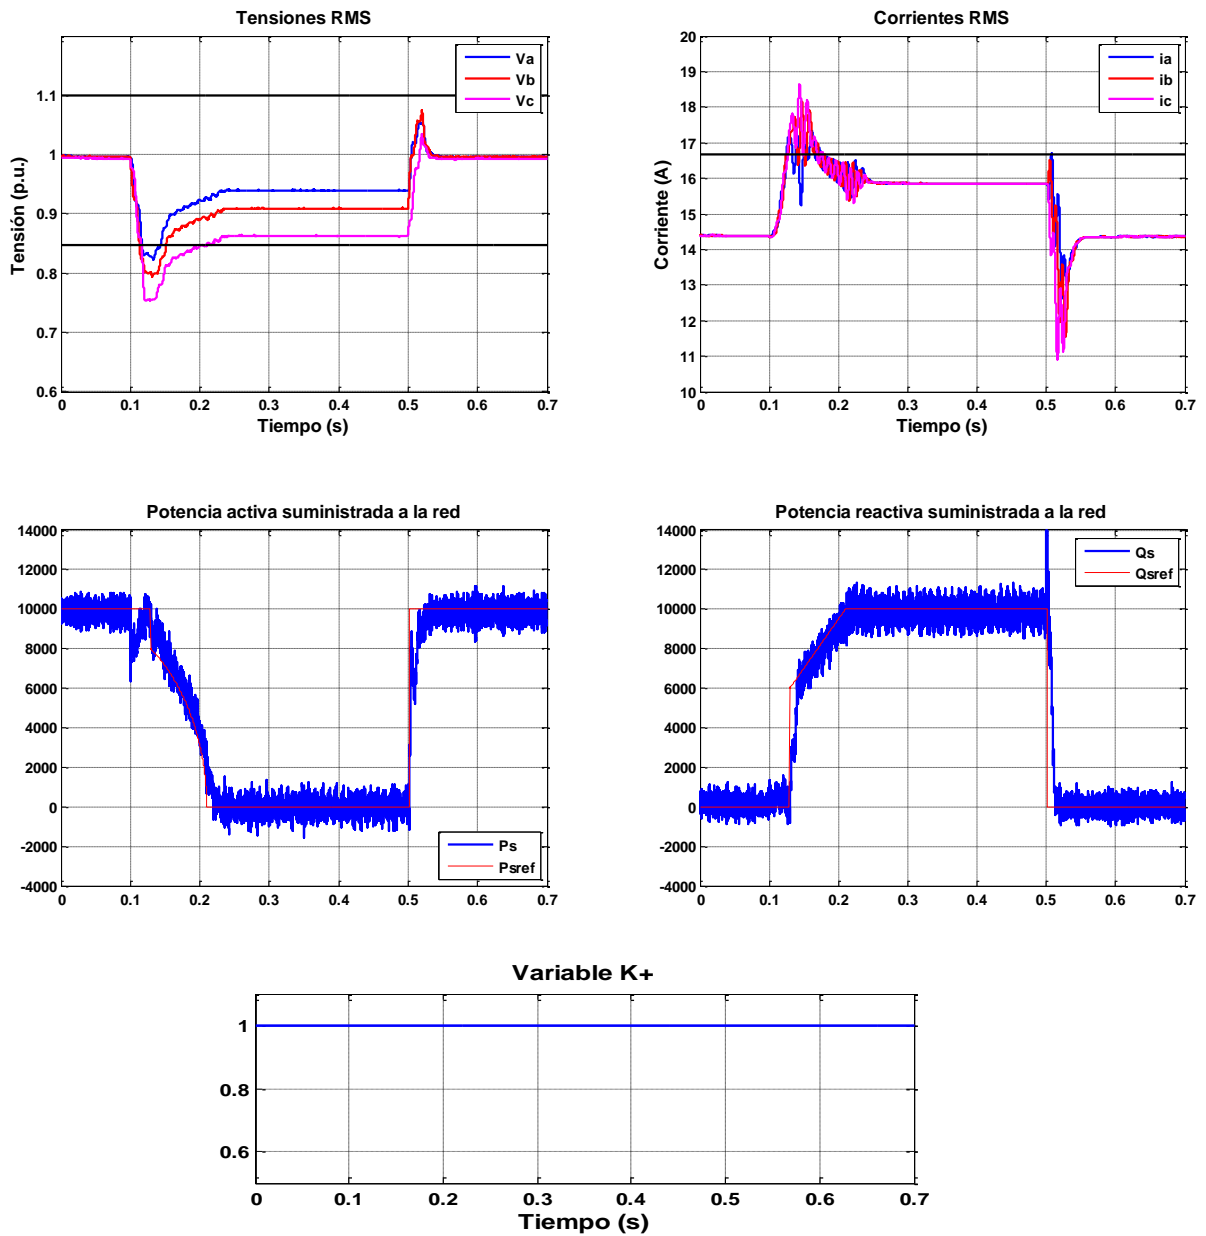 Tensiones RMS
Va
Vb
Vc
1.1
1
0.9
0.8
0.7
0.6
Tensión (p.u.)
0 0.1 0.2 0.3 0.4 0.5 0.6 0.7
Tiempo (s)
Corrientes RMS
ia
ib
ic
20
19
18
17
16
15
14
13
12
11
10
Corriente (A)
0 0.1 0.2 0.3 0.4 0.5 0.6 0.7
Tiempo (s)
Potencia activa suministrada a la red
14000
12000
10000
8000
6000
4000
2000
0
-2000
-4000
Ps
Psref
0 0.1 0.2 0.3 0.4 0.5 0.6 0.7
Potencia reactiva suministrada a la red
Qs
Qsref
14000
12000
10000
8000
6000
4000
2000
0
-2000
-4000
0 0.1 0.2 0.3 0.4 0.5 0.6 0.7
Variable K+
1
0.8
0.6
0 0.1 0.2 0.3 0.4 0.5 0.6 0.7
Tiempo (s)